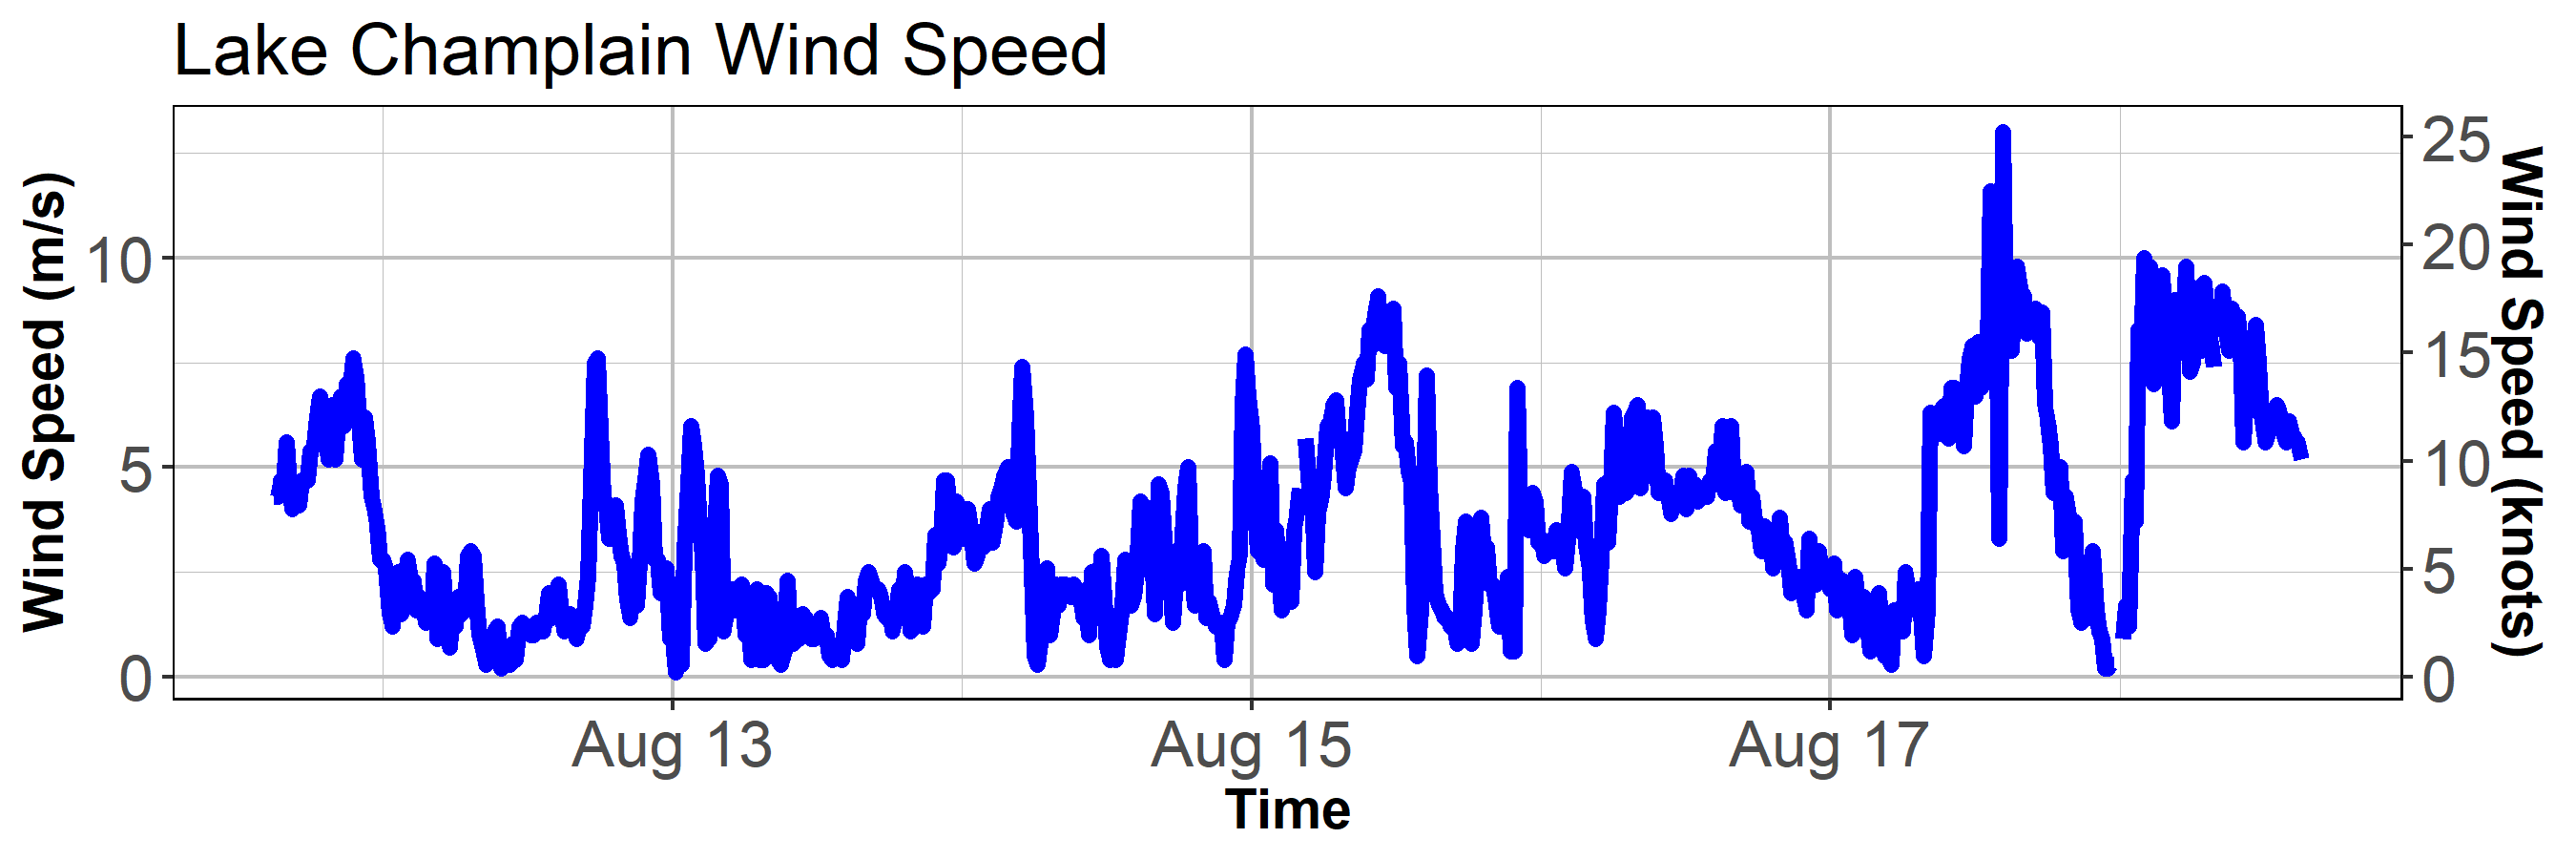 Lake Champlain Wind Speed
Wind Speed (m/s)
10
5
0
25
20
15
10
5
0
Wind Speed (knots)
Aug 13
Aug 15
Aug 17
Time